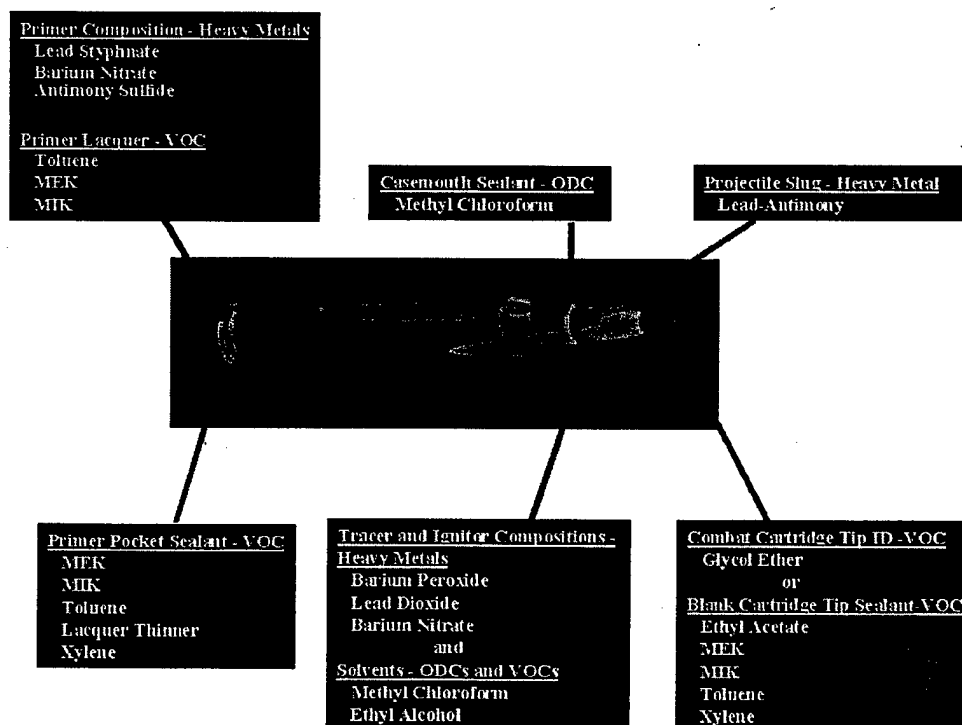 Primer Composition - Heavy Metals
Lead Styphnate
Barium Nitrate
Antimony Sulfide
Primer Lacquer - VOC
Toluene
MEK
MIK
Casemouth Sealant - ODC
Methyl Chloroform
Projectile Slug - Heavy Metal
Lead-Antimony
Primer Pocket Sealant - VOC
MEK
MIK
Toluene
Lacquer Thinner
Xylene
Tracer and Ignitor Compositions -
Heavy Metals
Barium Peroxide
Lead Dioxide
Barium Nitrate
and
Solvents - ODCs and VOCs
Methyl Chloroform
Ethyl Alcohol
Combat Cartridge Tip ID -VOC
Glycol Ether
or
Blank Cartridge Tip Sealant-VOC
Ethyl Acetate
MEK
MIK
Toluene
Xylene